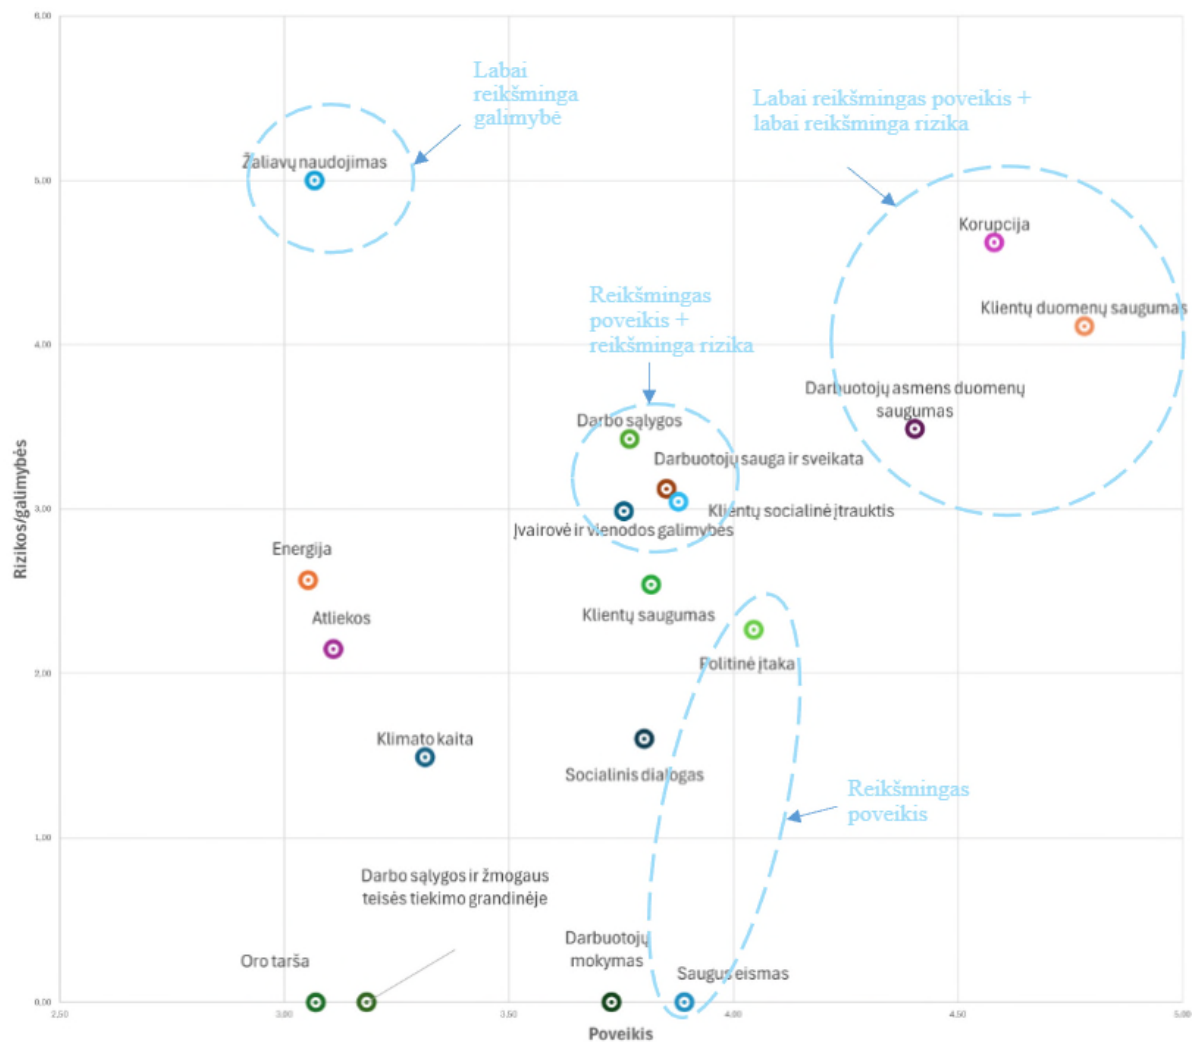 6,00
Labai
reikšminga
galimybė
Labai reikšmingas poveikis +
labai reikšminga rizika
Žaliavų naudojimas
5,00
Korupcija
Reikšmingas
poveikis +
reikšminga rizika
Klientų duomenų saugumas
4,00
Darbuotojų asmens duomenų
saugumas
Darbo sąlygos
Darbuotojų sauga ir sveikata
3,00
Klientų socialinė įtrauktis
Įvairovė ir vienodos galimybės
Rizikos/galimybės
Energija
Atliekos
Klientų saugumas
Politinė įtaka
2,00
Klimato kaita
Socialinis dialogas
Reikšmingas
poveikis
1,00
Darbo sąlygos ir žmogaus
teisės tiekimo grandinėje
Darbuotojų
mokymas
Oro tarša
Saugus eismas
0,00
2,50 3,00 3,50 4,00 4,50 5,00
Poveikis